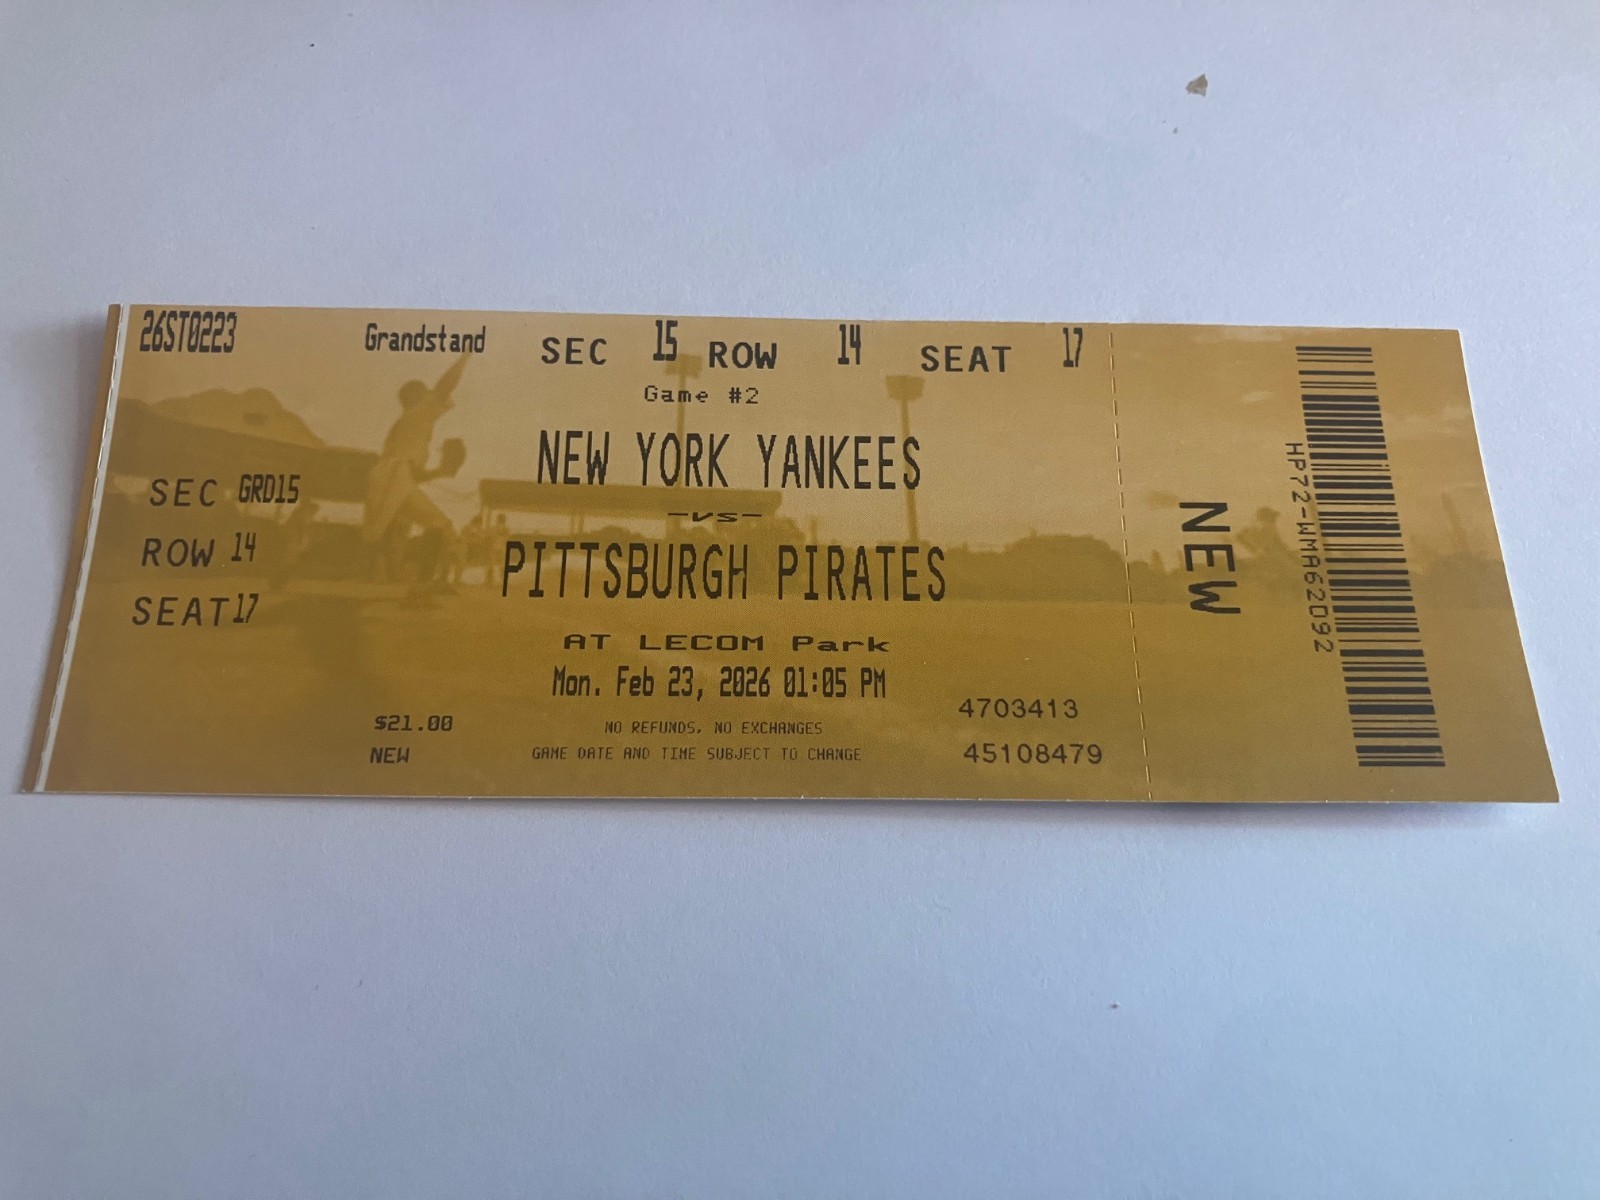 26ST0223 Grandstand SEC 15 ROW 14 SEAT 17
Game #2
NEW YORK YANKEES
-vs-
PITTSBURGH PIRATES
AT LECOM Park
Mon. Feb 23, 2026 01:05 PM
NO REFUNDS, NO EXCHANGES
GAME DATE AND TIME SUBJECT TO CHANGE
SEC GRD15
ROW 14
SEAT 17
$21.00
NEW
4703413
45108479
NEW
HP72-WMA62092